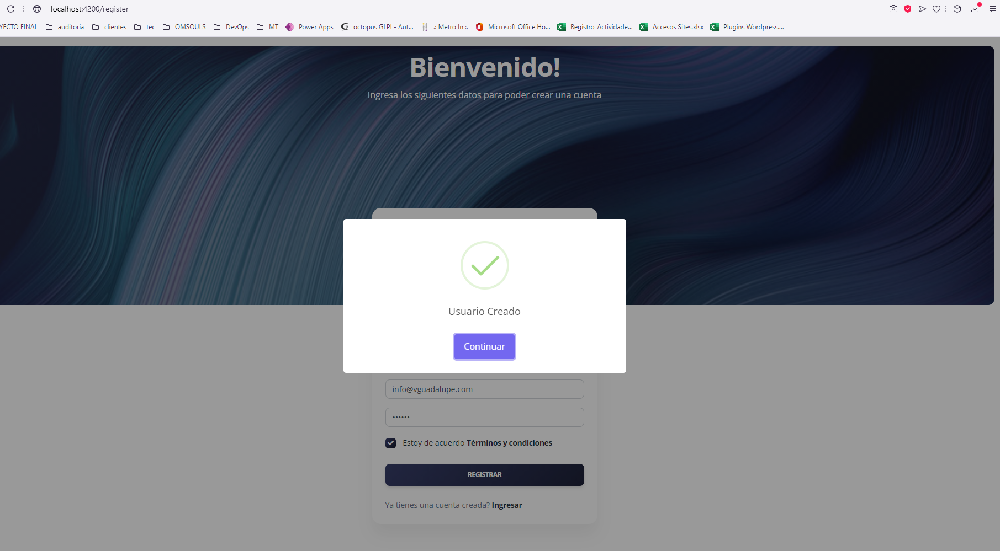 localhost:4200/register
YECTO FINAL auditoria clientes tec OMSOULS DevOps MT Power Apps octopus GLPI - Aut... .: Metro In :. Microsoft Office Ho... Registro_Actividade... Accesos Sites.xlsx Plugins Wordpress....
Bienvenido!
Ingresa los siguientes datos para poder crear una cuenta
Usuario Creado
Continuar
info@vguadalupe.com
••••••
Estoy de acuerdo Términos y condiciones
REGISTRAR
Ya tienes una cuenta creada? Ingresar